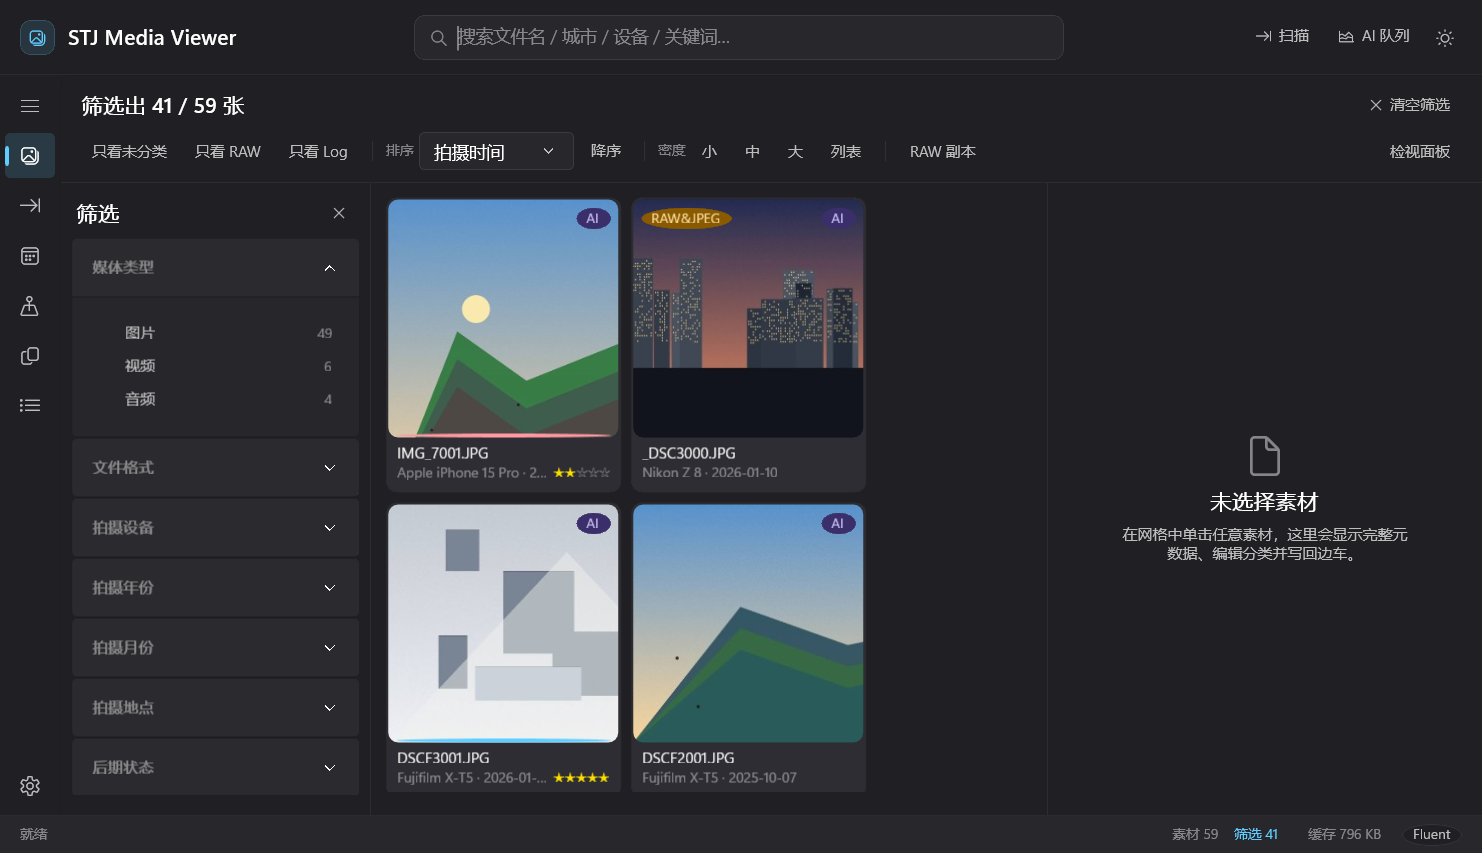 STJ Media Viewer
搜索文件名 / 城市 / 设备 / 关键词...
扫描
AI 队列
筛选出 41 / 59 张
清空筛选
只看未分类
只看 RAW
只看 Log
排序
拍摄时间
降序
密度
小
中
大
列表
RAW 副本
检视面板
筛选
媒体类型
图片 49
视频 6
音频 4
文件格式
拍摄设备
拍摄年份
拍摄月份
拍摄地点
后期状态
AI
IMG_7001.JPG
Apple iPhone 15 Pro · 2... ★★☆☆☆
RAW&JPEG
AI
_DSC3000.JPG
Nikon Z 8 · 2026-01-10
AI
DSCF3001.JPG
Fujifilm X-T5 · 2026-01-... ★★★★★
AI
DSCF2001.JPG
Fujifilm X-T5 · 2025-10-07
未选择素材
在网格中单击任意素材，这里会显示完整元
数据、编辑分类并写回边车。
就绪
素材 59
筛选 41
缓存 796 KB
Fluent